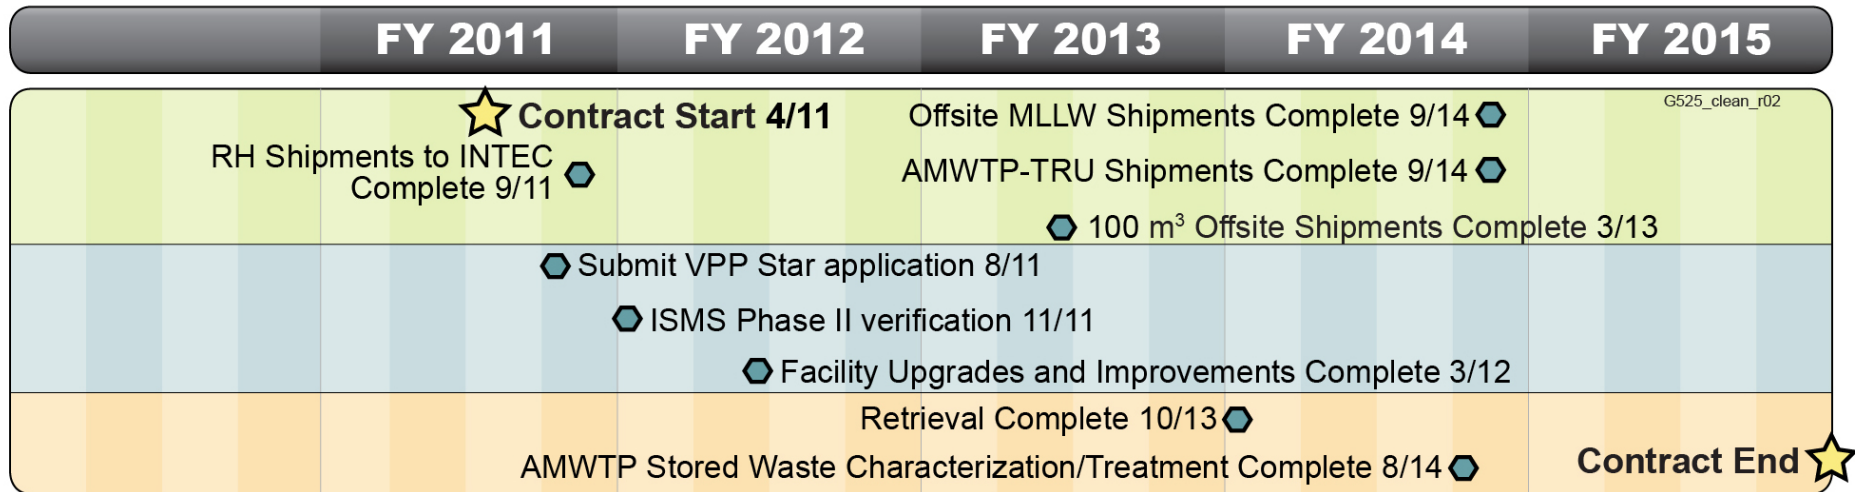 FY 2011 FY 2012 FY 2013 FY 2014 FY 2015
G525_clean_r02
Contract Start 4/11
Offsite MLLW Shipments Complete 9/14
RH Shipments to INTEC
Complete 9/11
AMWTP-TRU Shipments Complete 9/14
100 m³ Offsite Shipments Complete 3/13
Submit VPP Star application 8/11
ISMS Phase II verification 11/11
Facility Upgrades and Improvements Complete 3/12
Retrieval Complete 10/13
AMWTP Stored Waste Characterization/Treatment Complete 8/14
Contract End